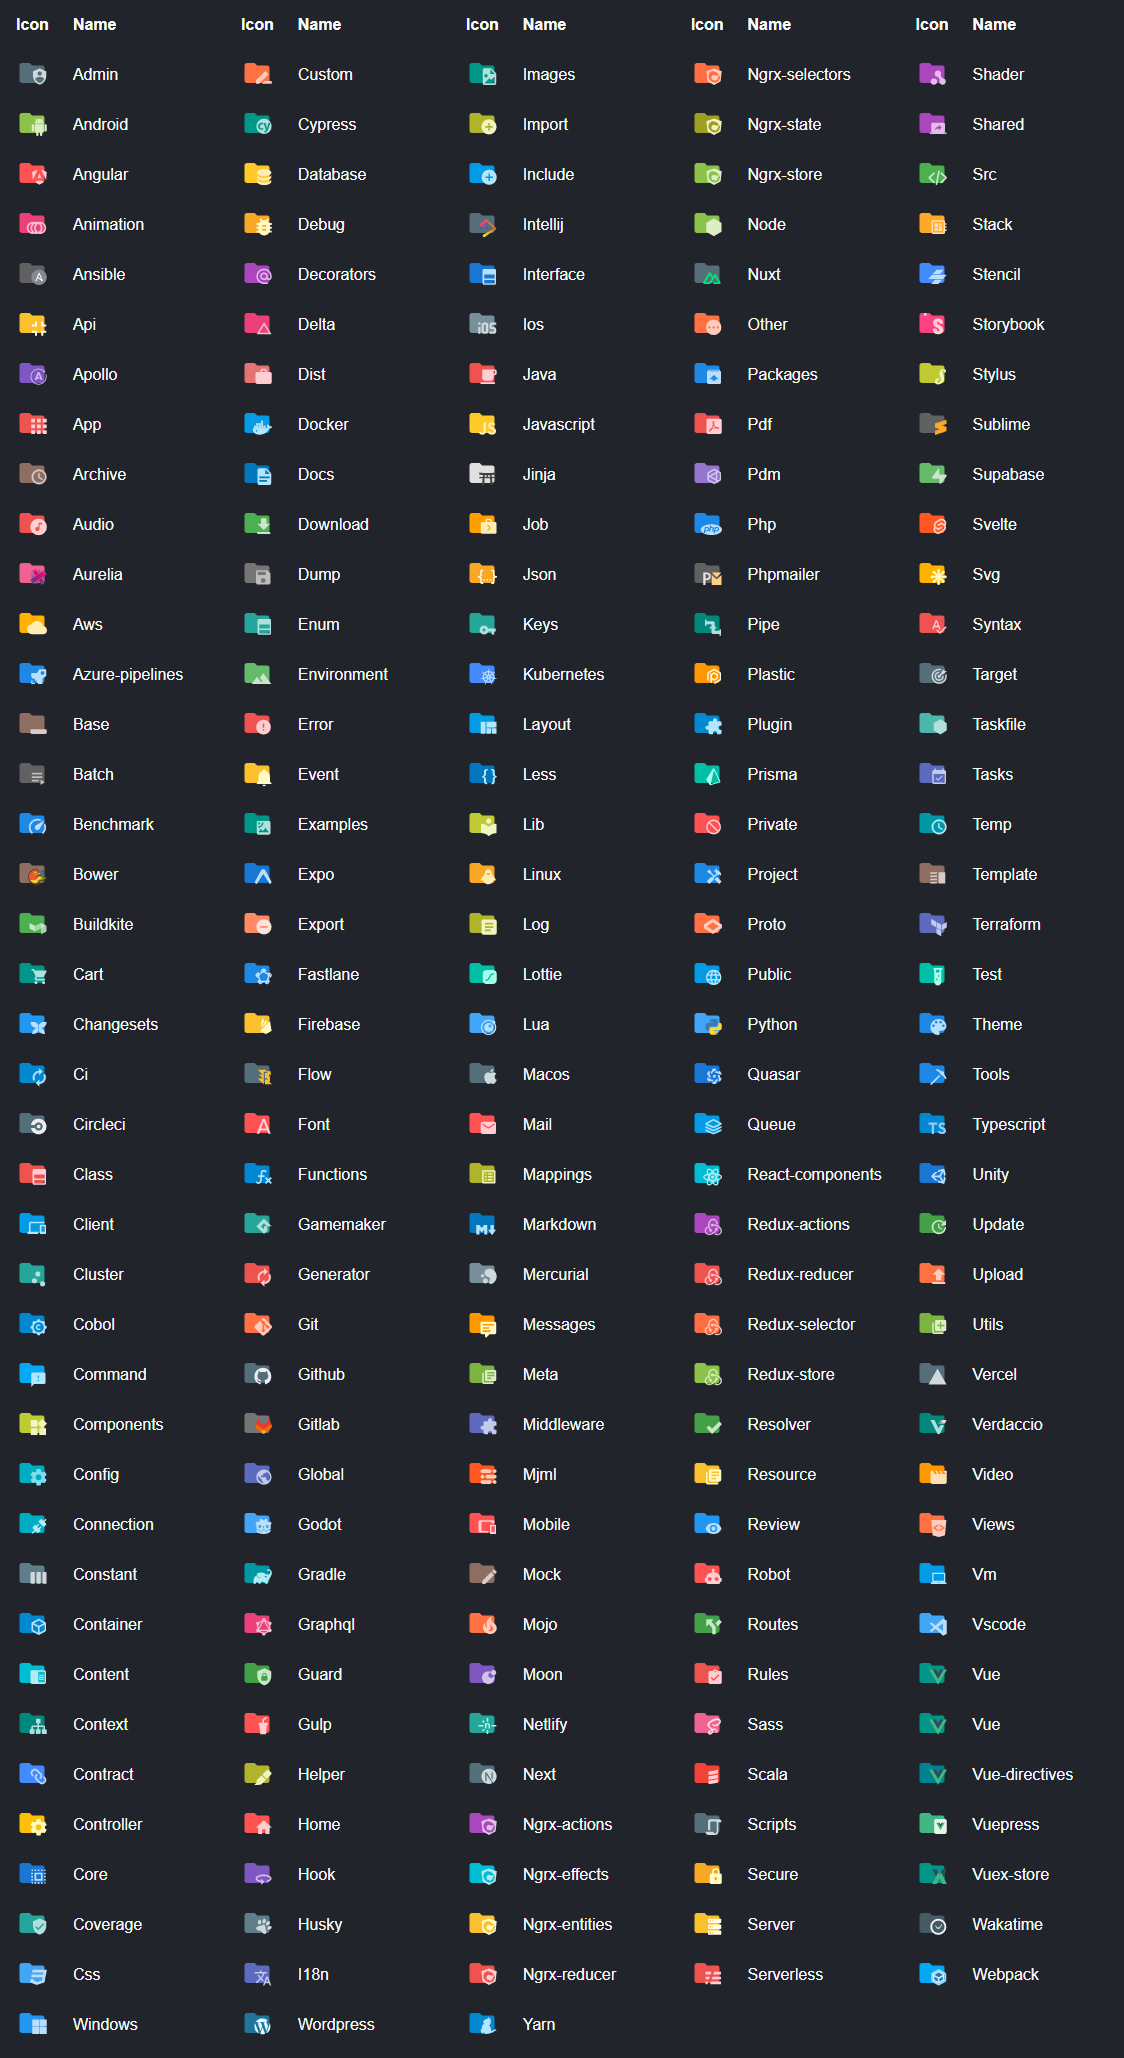 Icon Name Icon Name Icon Name Icon Name Icon Name
Admin Custom Images Ngrx-selectors Shader
Android Cypress Import Ngrx-state Shared
Angular Database Include Ngrx-store Src
Animation Debug Intellij Node Stack
Ansible Decorators Interface Nuxt Stencil
Api Delta Ios Other Storybook
Apollo Dist Java Packages Stylus
App Docker Javascript Pdf Sublime
Archive Docs Jinja Pdm Supabase
Audio Download Job Php Svelte
Aurelia Dump Json Phpmailer Svg
Aws Enum Keys Pipe Syntax
Azure-pipelines Environment Kubernetes Plastic Target
Base Error Layout Plugin Taskfile
Batch Event Less Prisma Tasks
Benchmark Examples Lib Private Temp
Bower Expo Linux Project Template
Buildkite Export Log Proto Terraform
Cart Fastlane Lottie Public Test
Changesets Firebase Lua Python Theme
Ci Flow Macos Quasar Tools
Circleci Font Mail Queue Typescript
Class Functions Mappings React-components Unity
Client Gamemaker Markdown Redux-actions Update
Cluster Generator Mercurial Redux-reducer Upload
Cobol Git Messages Redux-selector Utils
Command Github Meta Redux-store Vercel
Components Gitlab Middleware Resolver Verdaccio
Config Global Mjml Resource Video
Connection Godot Mobile Review Views
Constant Gradle Mock Robot Vm
Container Graphql Mojo Routes Vscode
Content Guard Moon Rules Vue
Context Gulp Netlify Sass Vue
Contract Helper Next Scala Vue-directives
Controller Home Ngrx-actions Scripts Vuepress
Core Hook Ngrx-effects Secure Vuex-store
Coverage Husky Ngrx-entities Server Wakatime
Css I18n Ngrx-reducer Serverless Webpack
Windows Wordpress Yarn